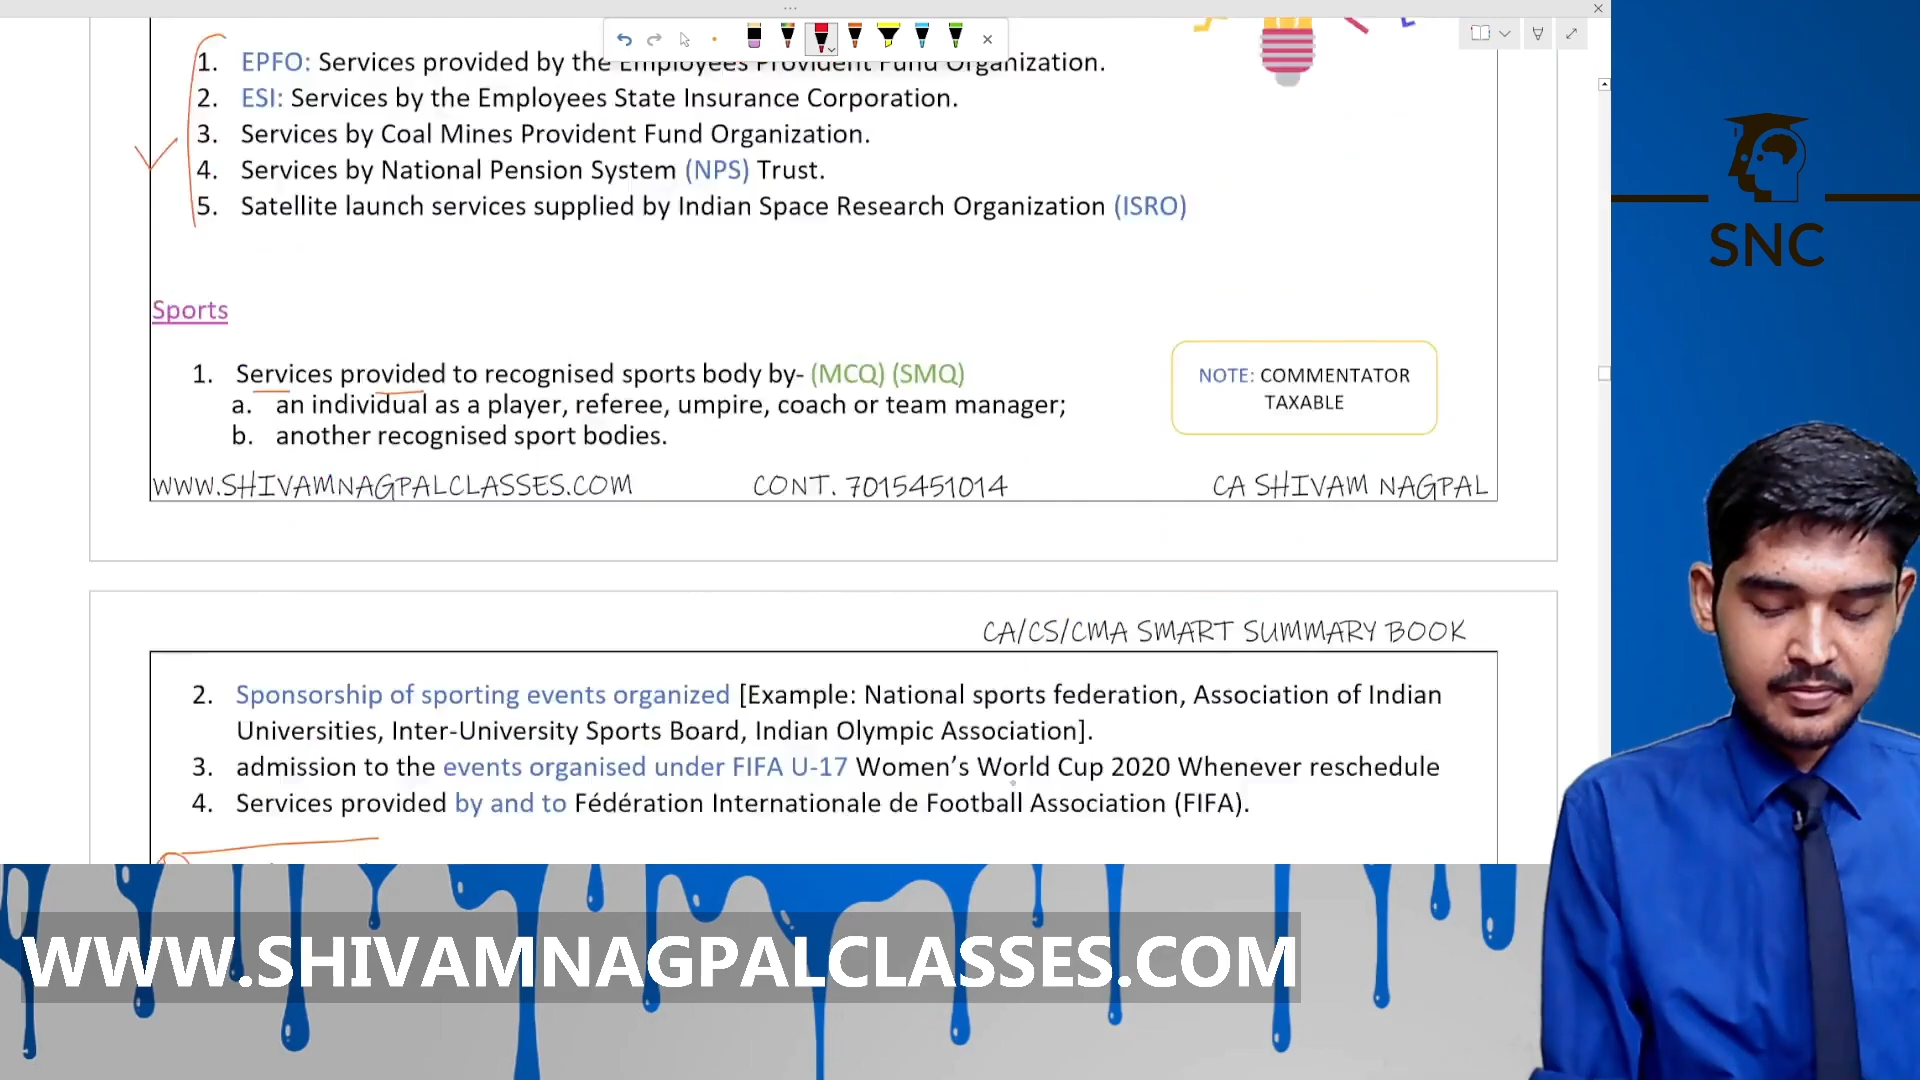 1. EPFO: Services provided by the Employees Provident Fund Organization.
2. ESI: Services by the Employees State Insurance Corporation.
3. Services by Coal Mines Provident Fund Organization.
4. Services by National Pension System (NPS) Trust.
5. Satellite launch services supplied by Indian Space Research Organization (ISRO)
SNC
Sports
1. Services provided to recognised sports body by- (MCQ) (SMQ)
a. an individual as a player, referee, umpire, coach or team manager;
b. another recognised sport bodies.
NOTE: COMMENTATOR
TAXABLE
WWW.SHIVAMNAGPALCLASSES.COM CONT. 7015451014 CA SHIVAM NAGPAL
CA/CS/CMA SMART SUMMARY BOOK
2. Sponsorship of sporting events organized [Example: National sports federation, Association of Indian
Universities, Inter-University Sports Board, Indian Olympic Association].
3. admission to the events organised under FIFA U-17 Women’s World Cup 2020 Whenever reschedule
4. Services provided by and to Fédération Internationale de Football Association (FIFA).
WWW.SHIVAMNAGPALCLASSES.COM